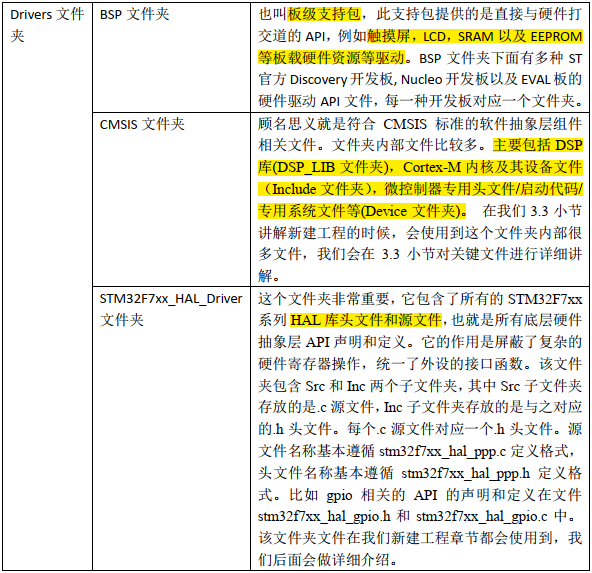 Drivers 文件夹
BSP 文件夹
也叫板级支持包，此支持包提供的是直接与硬件打
交道的 API，例如触摸屏，LCD，SRAM 以及 EEPROM
等板载硬件资源等驱动。BSP 文件夹下面有多种 ST
官方 Discovery 开发板, Nucleo 开发板以及 EVAL 板的
硬件驱动 API 文件，每一种开发板对应一个文件夹。
CMSIS 文件夹
顾名思义就是符合 CMSIS 标准的软件抽象层组件
相关文件。文件夹内部文件比较多。主要包括 DSP
库(DSP_LIB 文件夹)，Cortex-M 内核及其设备文件
（Include 文件夹），微控制器专用头文件/启动代码/
专用系统文件等(Device 文件夹)。 在我们 3.3 小节
讲解新建工程的时候，会使用到这个文件夹内部很
多文件，我们会在 3.3 小节对关键文件进行详细讲
解。
STM32F7xx_HAL_Driver
文件夹
这个文件夹非常重要，它包含了所有的 STM32F7xx
系列 HAL 库头文件和源文件，也就是所有底层硬件
抽象层 API 声明和定义。它的作用是屏蔽了复杂的
硬件寄存器操作，统一了外设的接口函数。该文件
夹包含 Src 和 Inc 两个子文件夹，其中 Src 子文件夹
存放的是.c 源文件，Inc 子文件夹存放的是与之对应
的.h 头文件。每个.c 源文件对应一个.h 头文件。源
文件名称基本遵循 stm32f7xx_hal_ppp.c 定义格式，
头文件名称基本遵循 stm32f7xx_hal_ppp.h 定义格
式。比如 gpio 相关的 API 的声明和定义在文件
stm32f7xx_hal_gpio.h 和 stm32f7xx_hal_gpio.c 中。
该文件夹文件在我们新建工程章节都会使用到，我
们后面会做详细介绍。